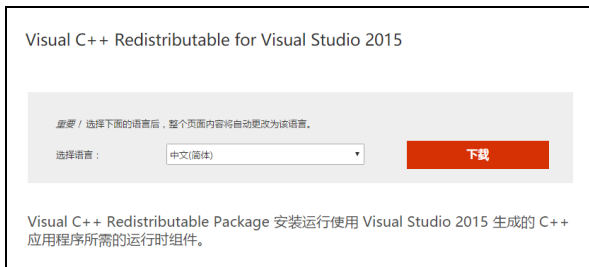 Visual C++ Redistributable for Visual Studio 2015
重要！选择下面的语言后，整个页面内容将自动更改为该语言。
选择语言： 中文(简体) 下载
Visual C++ Redistributable Package 安装运行使用 Visual Studio 2015 生成的 C++
应用程序所需的运行时组件。